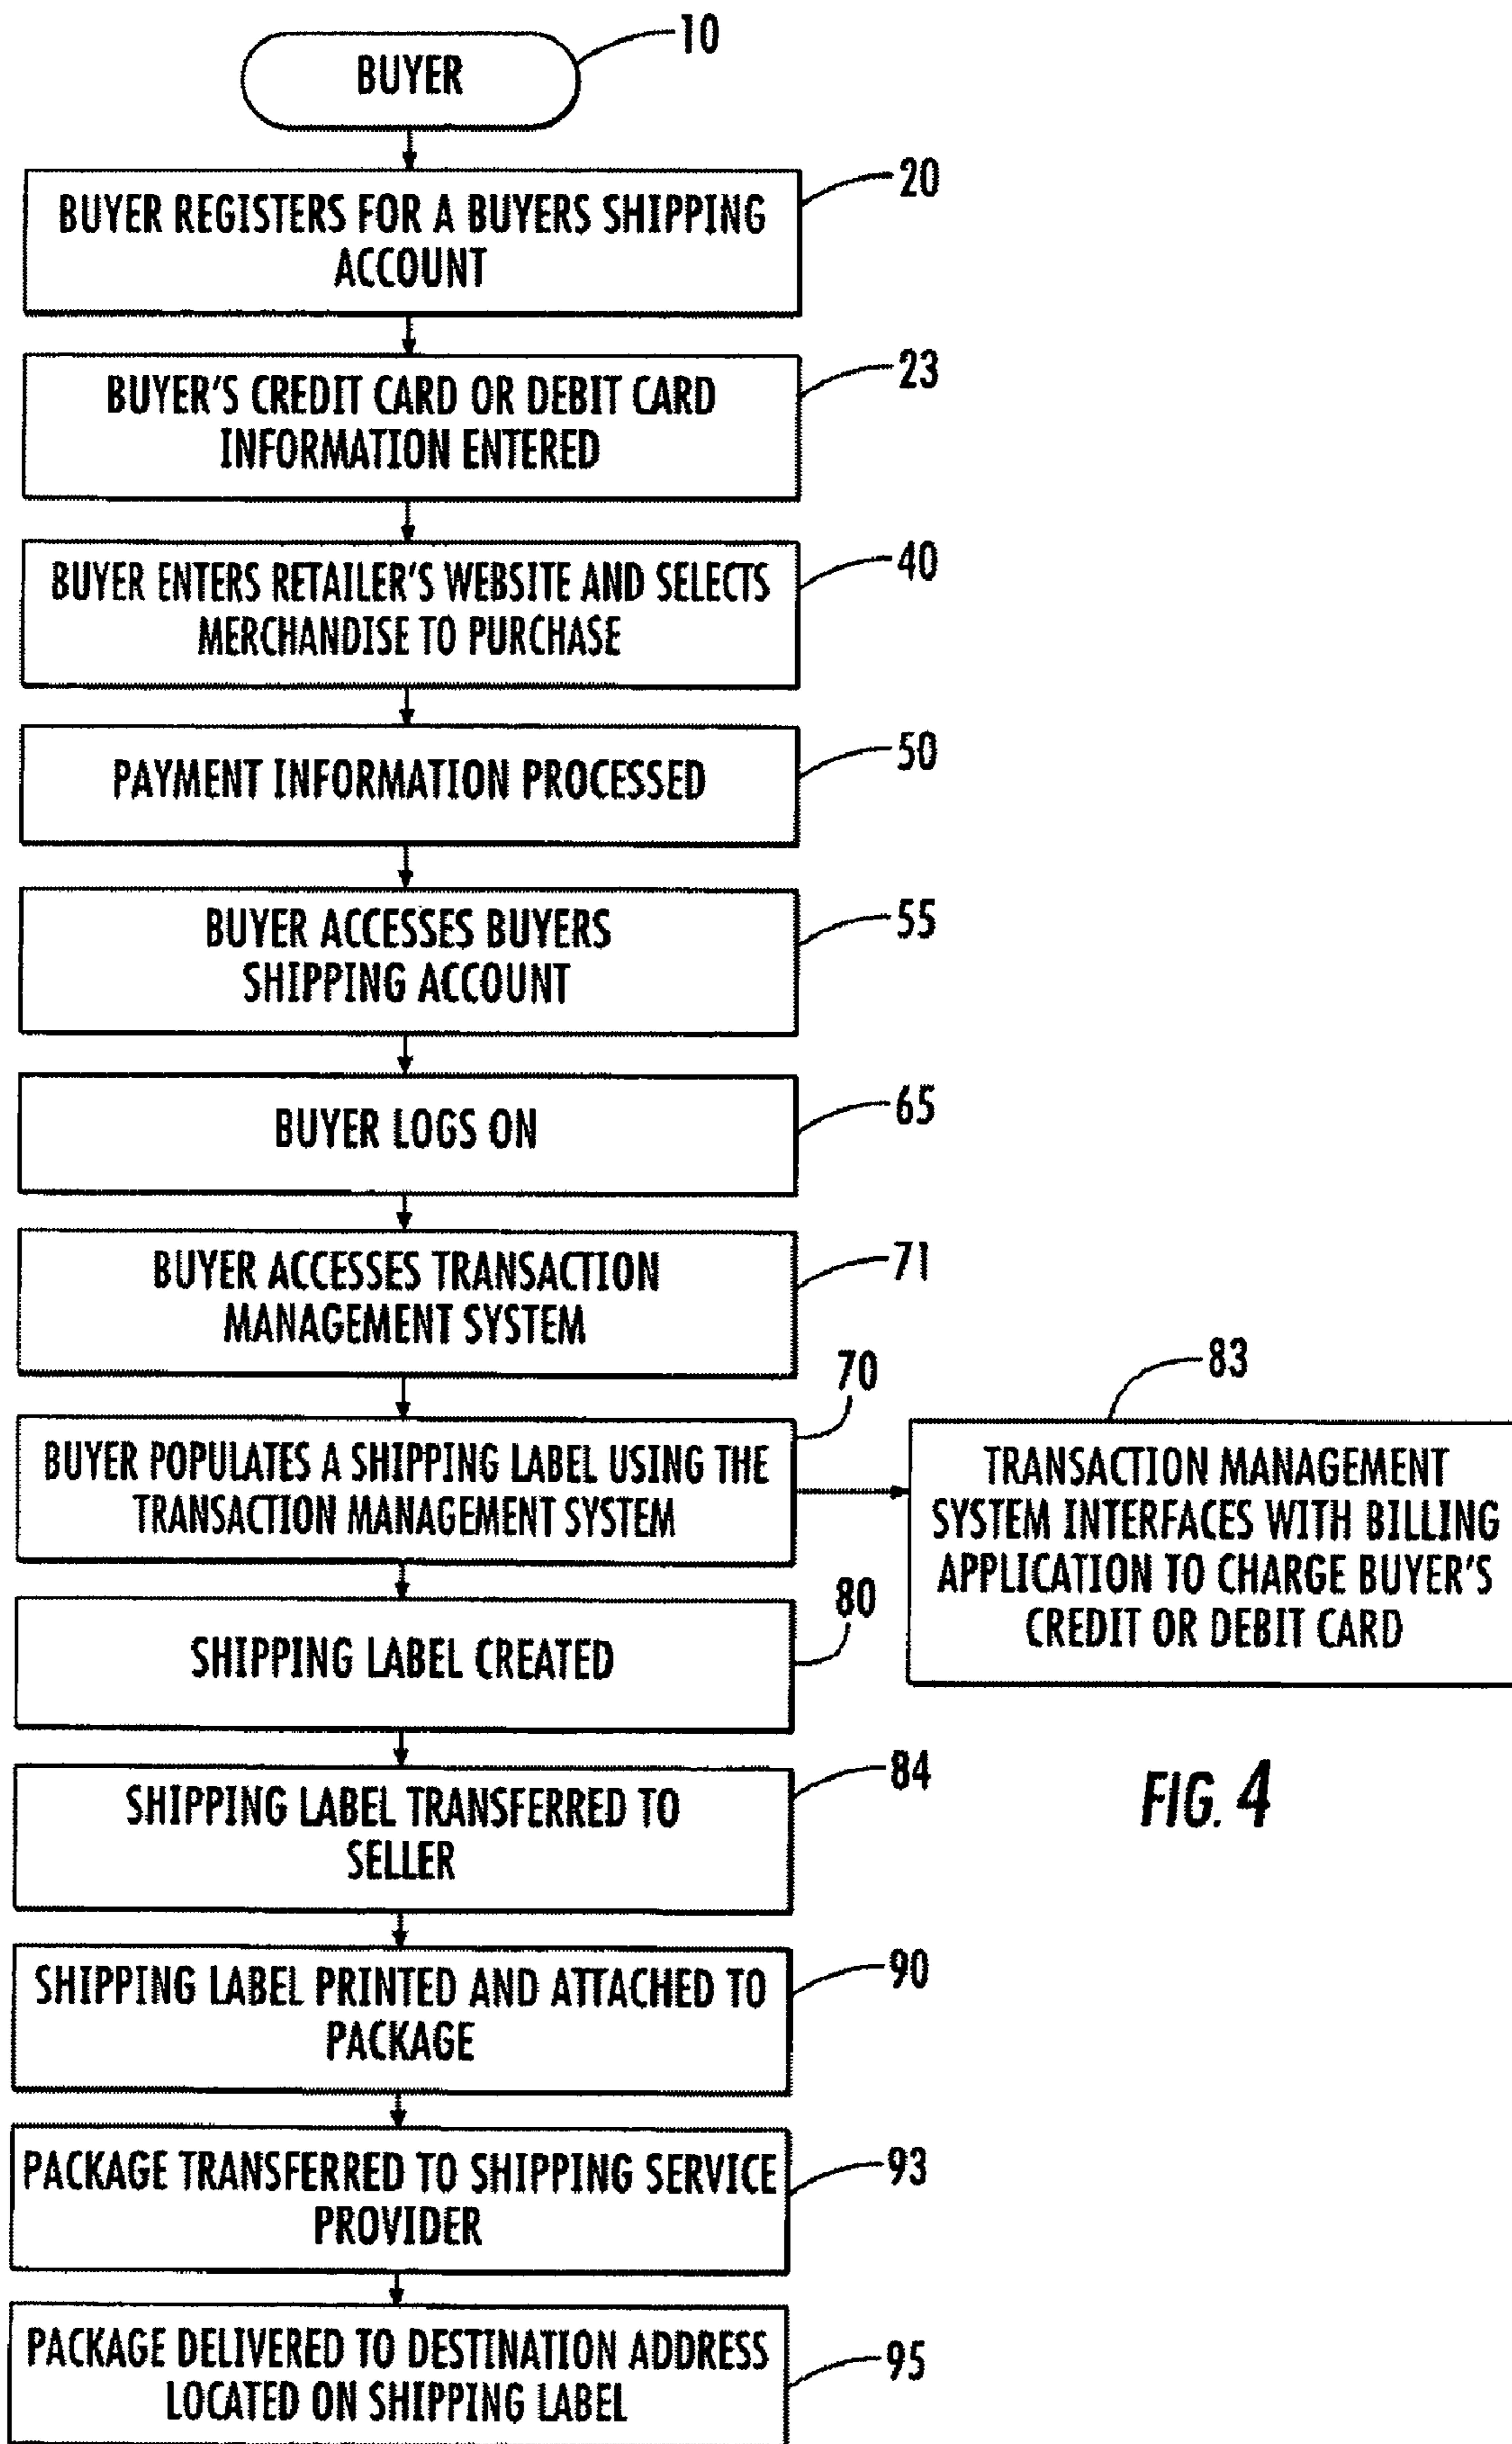 10
BUYER
20
BUYER REGISTERS FOR A BUYERS SHIPPING
ACCOUNT
23
BUYER'S CREDIT CARD OR DEBIT CARD
INFORMATION ENTERED
40
BUYER ENTERS RETAILER'S WEBSITE AND SELECTS
MERCHANDISE TO PURCHASE
50
PAYMENT INFORMATION PROCESSED
55
BUYER ACCESSES BUYERS
SHIPPING ACCOUNT
65
BUYER LOGS ON
71
BUYER ACCESSES TRANSACTION
MANAGEMENT SYSTEM
70
BUYER POPULATES A SHIPPING LABEL USING THE
TRANSACTION MANAGEMENT SYSTEM
83
TRANSACTION MANAGEMENT
SYSTEM INTERFACES WITH BILLING
APPLICATION TO CHARGE BUYER'S
CREDIT OR DEBIT CARD
80
SHIPPING LABEL CREATED
84
SHIPPING LABEL TRANSFERRED TO
SELLER
FIG. 4
90
SHIPPING LABEL PRINTED AND ATTACHED TO
PACKAGE
93
PACKAGE TRANSFERRED TO SHIPPING SERVICE
PROVIDER
95
PACKAGE DELIVERED TO DESTINATION ADDRESS
LOCATED ON SHIPPING LABEL